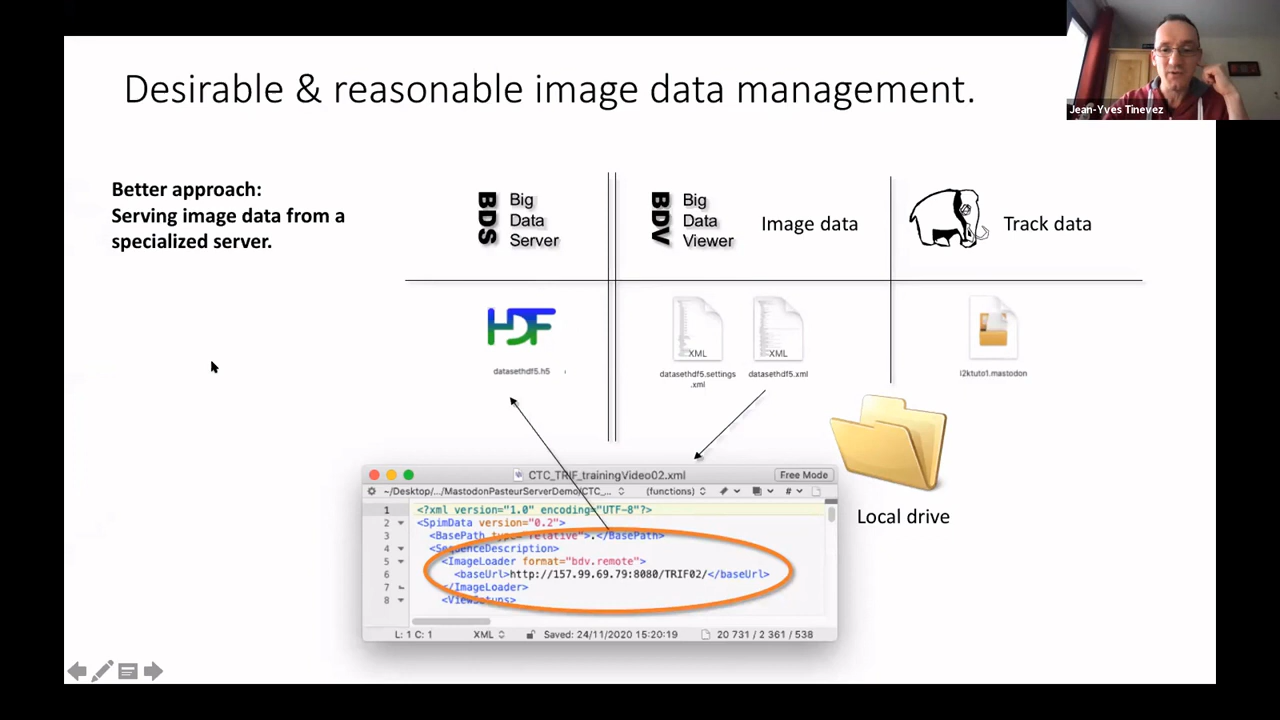 Desirable & reasonable image data management.
Jean-Yves Tinevez
Better approach:
Serving image data from a
specialized server.
BDS
Big
Data
Server
BDV
Big
Data
Viewer
Image data
Track data
HDF
datasethdf5.h5
XML
datasethdf5.settings
.xml
XML
datasethdf5.xml
l2ktuto1.mastodon
Local drive
CTC_TRIF_trainingVideo02.xml
Free Mode
~/Desktop/.../MastodonPasteurServerDemo/CTC_...
(functions)
1 <?xml version="1.0" encoding="UTF-8"?>
2 <SpimData version="0.2">
3 <BasePath type="relative">.</BasePath>
4 <SequenceDescription>
5 <ImageLoader format="bdv.remote">
6 <baseUrl>http://157.99.69.79:8080/TRIF02/</baseUrl>
7 </ImageLoader>
8 <ViewSetups>
L: 1 C: 1 XML Saved: 24/11/2020 15:20:19 20 731 / 2 361 / 538